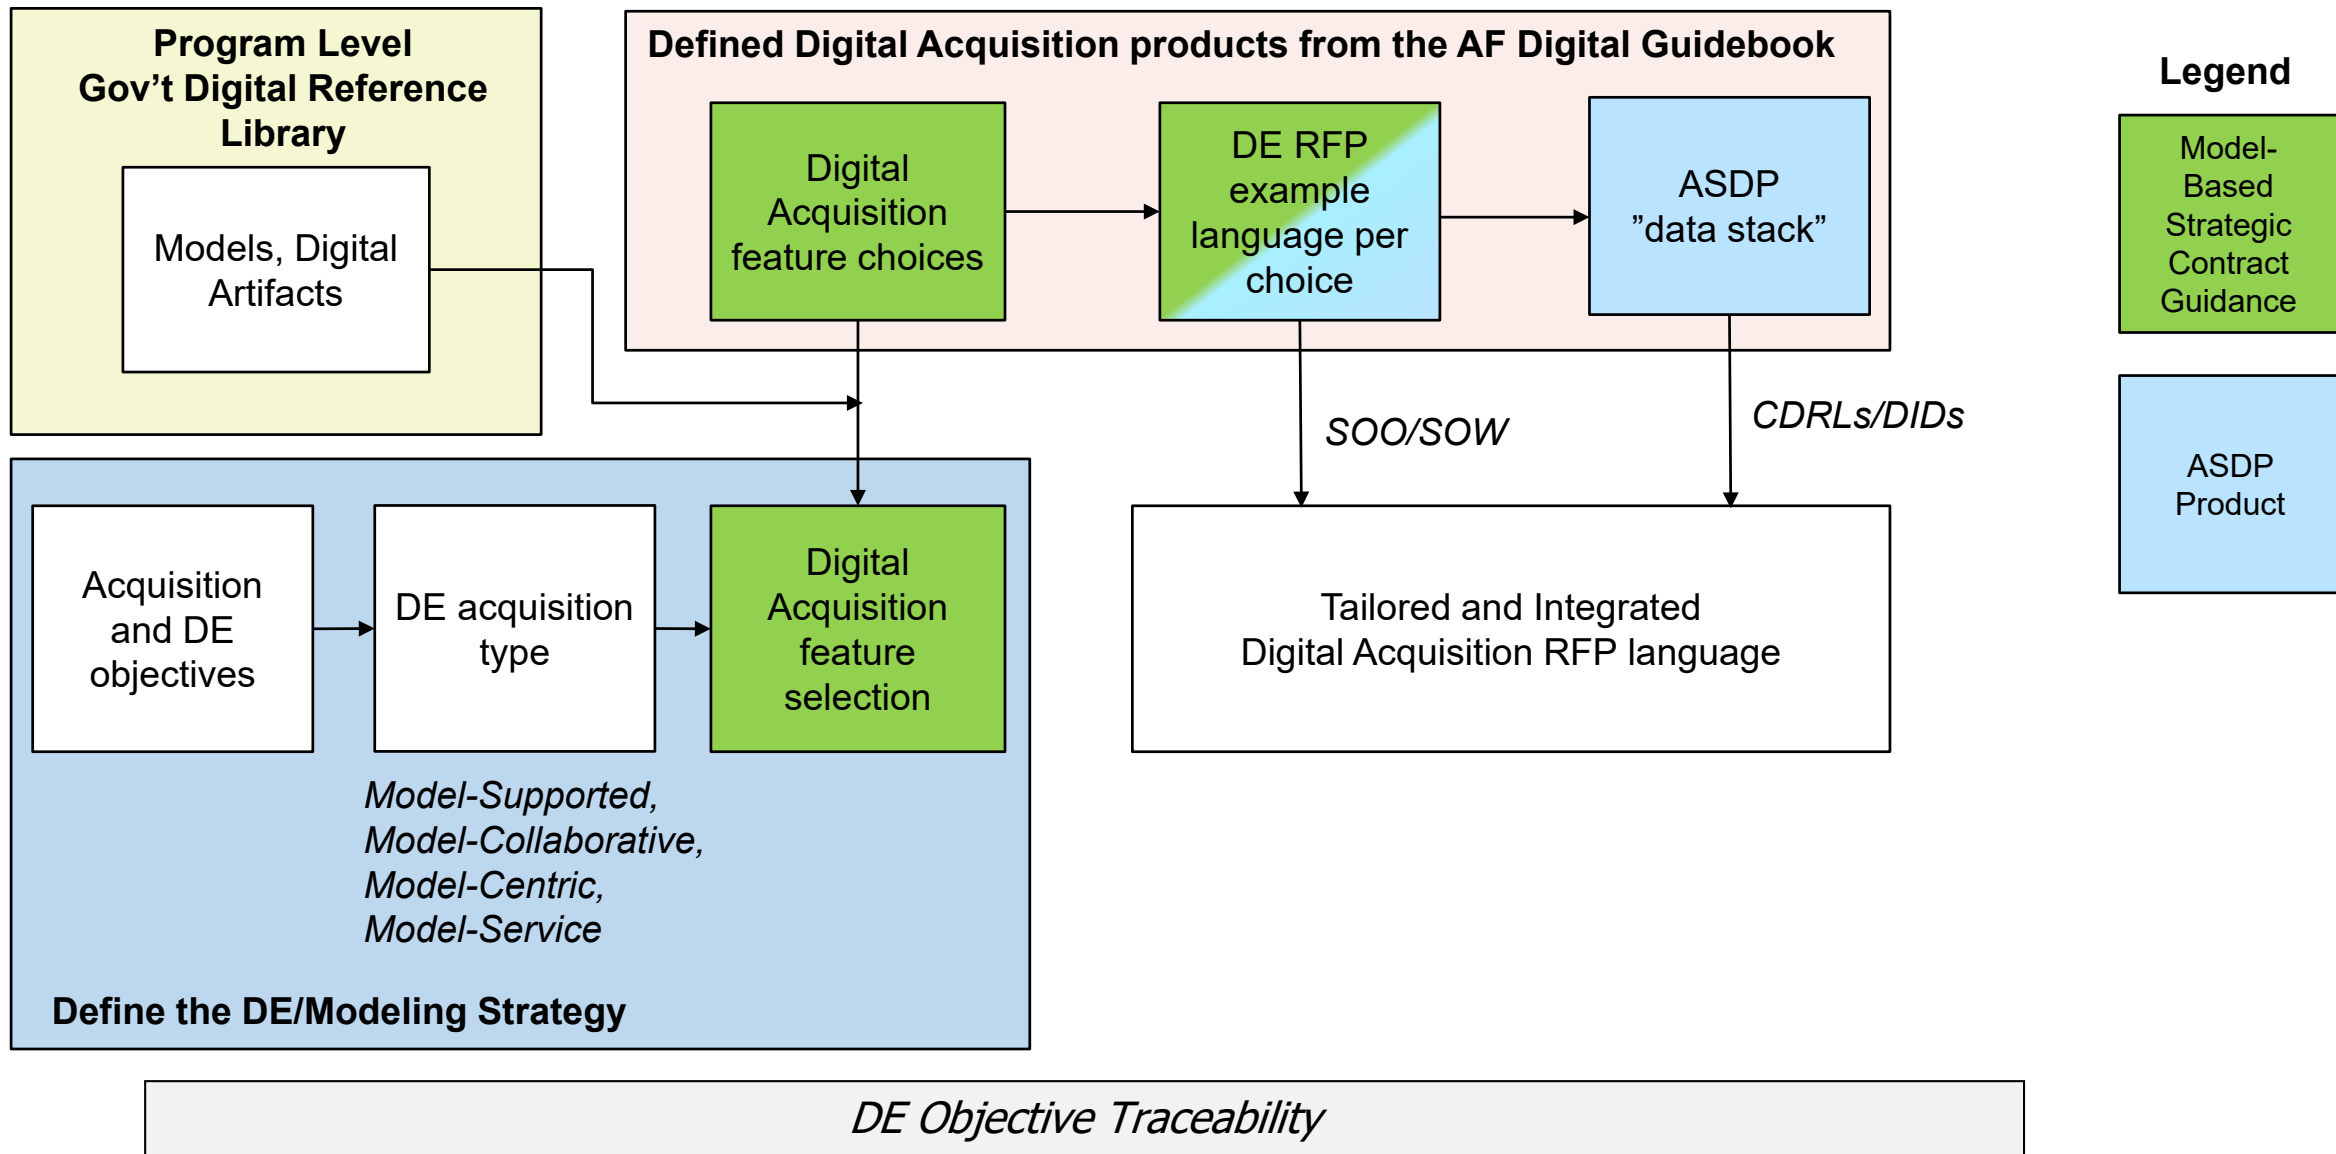 Program Level
Gov’t Digital Reference
Library
Models, Digital
Artifacts
Defined Digital Acquisition products from the AF Digital Guidebook
Digital
Acquisition
feature choices
DE RFP
example
language per
choice
ASDP
”data stack”
SOO/SOW
CDRLs/DIDs
Legend
Model-
Based
Strategic
Contract
Guidance
ASDP
Product
Acquisition
and DE
objectives
DE acquisition
type
Digital
Acquisition
feature
selection
Model-Supported,
Model-Collaborative,
Model-Centric,
Model-Service
Define the DE/Modeling Strategy
Tailored and Integrated
Digital Acquisition RFP language
DE Objective Traceability